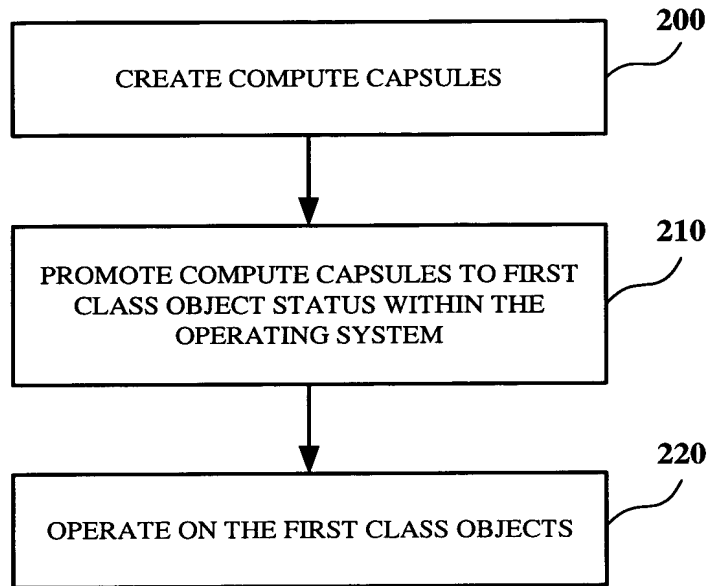 200
CREATE COMPUTE CAPSULES
210
PROMOTE COMPUTE CAPSULES TO FIRST
CLASS OBJECT STATUS WITHIN THE
OPERATING SYSTEM
220
OPERATE ON THE FIRST CLASS OBJECTS